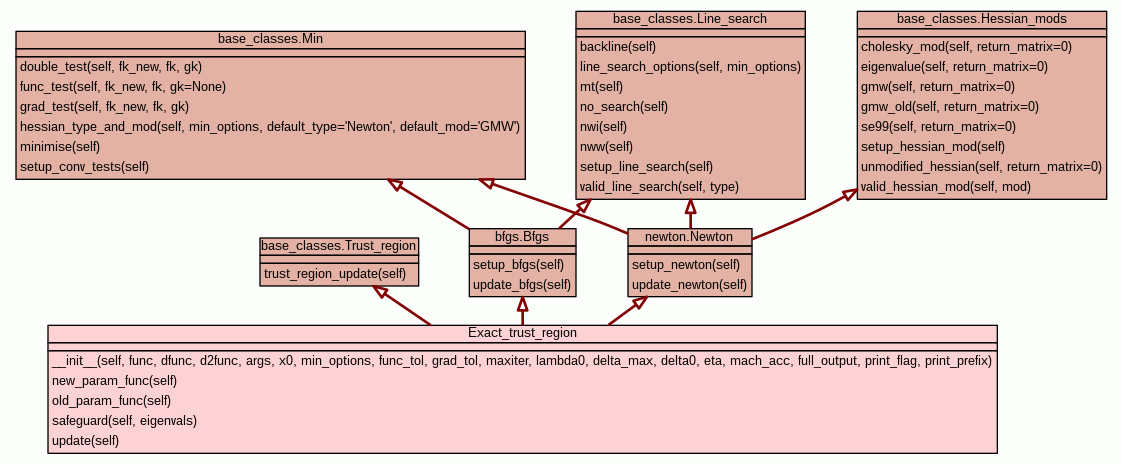 base_classes.Min
double_test(self, fk_new, fk, gk)
func_test(self, fk_new, fk, gk=None)
grad_test(self, fk_new, fk, gk)
hessian_type_and_mod(self, min_options, default_type='Newton', default_mod='GMW')
minimise(self)
setup_conv_tests(self)
base_classes.Line_search
backline(self)
line_search_options(self, min_options)
mt(self)
no_search(self)
nwi(self)
nww(self)
setup_line_search(self)
valid_line_search(self, type)
base_classes.Hessian_mods
cholesky_mod(self, return_matrix=0)
eigenvalue(self, return_matrix=0)
gmw(self, return_matrix=0)
gmw_old(self, return_matrix=0)
se99(self, return_matrix=0)
setup_hessian_mod(self)
unmodified_hessian(self, return_matrix=0)
valid_hessian_mod(self, mod)
base_classes.Trust_region
trust_region_update(self)
bfgs.Bfgs
setup_bfgs(self)
update_bfgs(self)
newton.Newton
setup_newton(self)
update_newton(self)
Exact_trust_region
__init__(self, func, dfunc, d2func, args, x0, min_options, func_tol, grad_tol, maxiter, lambda0, delta_max, delta0, eta, mach_acc, full_output, print_flag, print_prefix)
new_param_func(self)
old_param_func(self)
safeguard(self, eigenvals)
update(self)